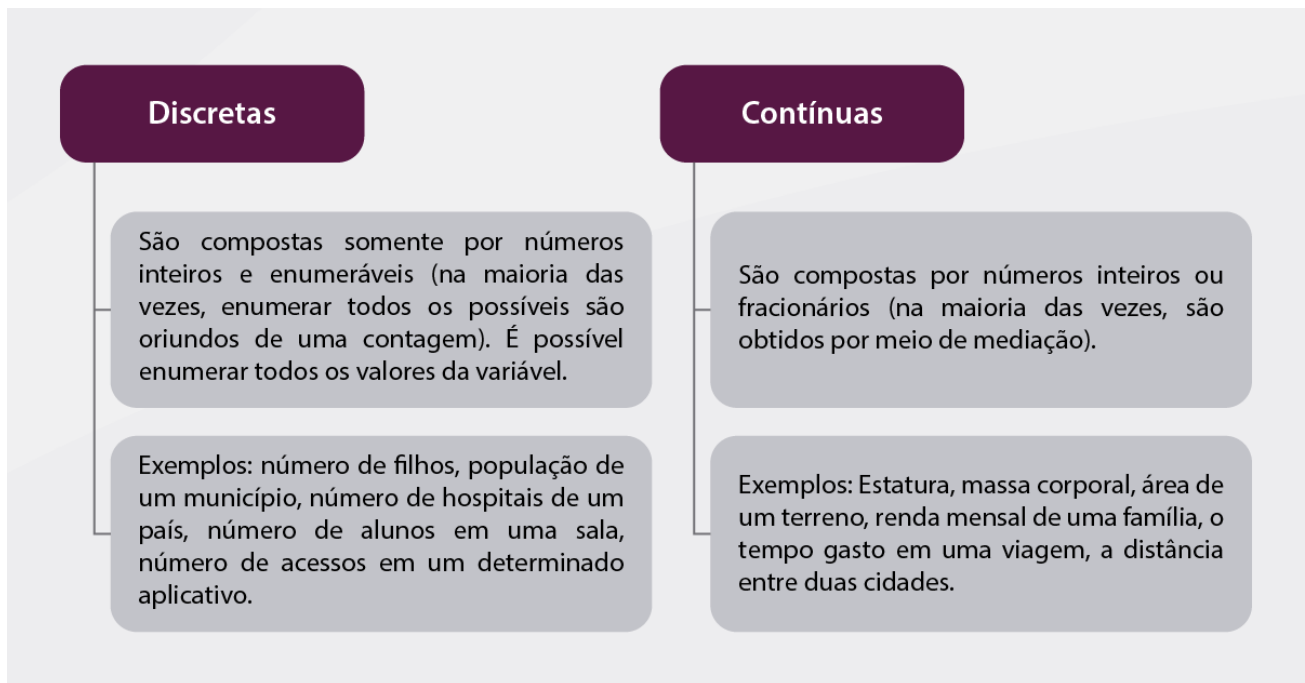 Discretas
São compostas somente por números
inteiros e enumeráveis (na maioria das
vezes, enumerar todos os possíveis são
oriundos de uma contagem). É possível
enumerar todos os valores da variável.
Exemplos: número de filhos, população de
um município, número de hospitais de um
país, número de alunos em uma sala,
número de acessos em um determinado
aplicativo.
Contínuas
São compostas por números inteiros ou
fracionários (na maioria das vezes, são
obtidos por meio de mediação).
Exemplos: Estatura, massa corporal, área de
um terreno, renda mensal de uma família, o
tempo gasto em uma viagem, a distância
entre duas cidades.